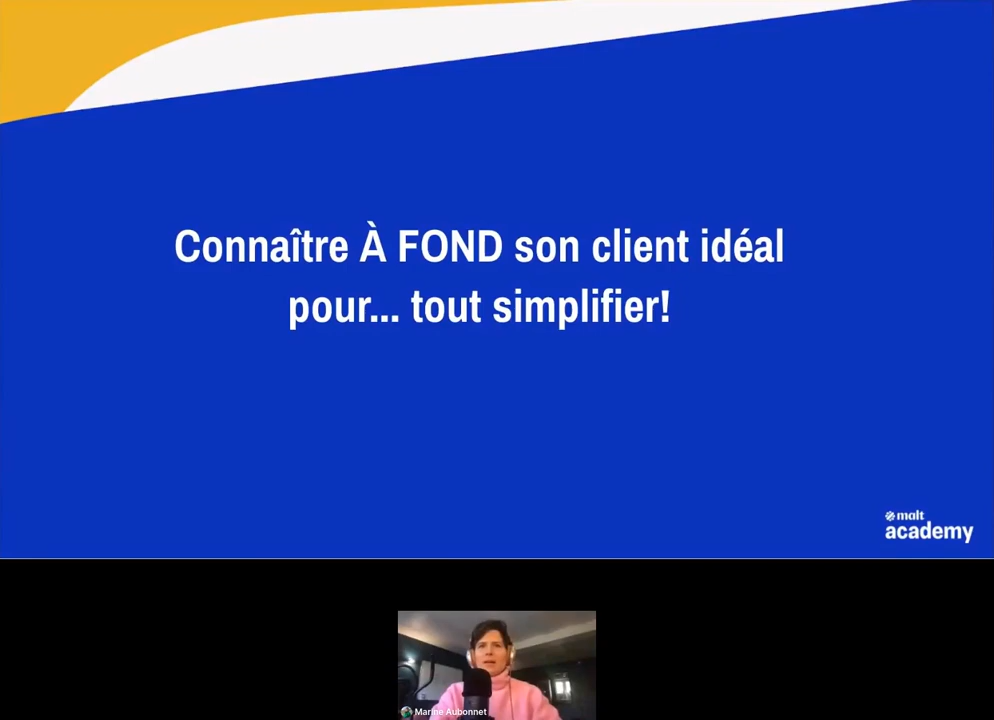 Connaître À FOND son client idéal
pour... tout simplifier!
malt
academy
Marine Aubonnet